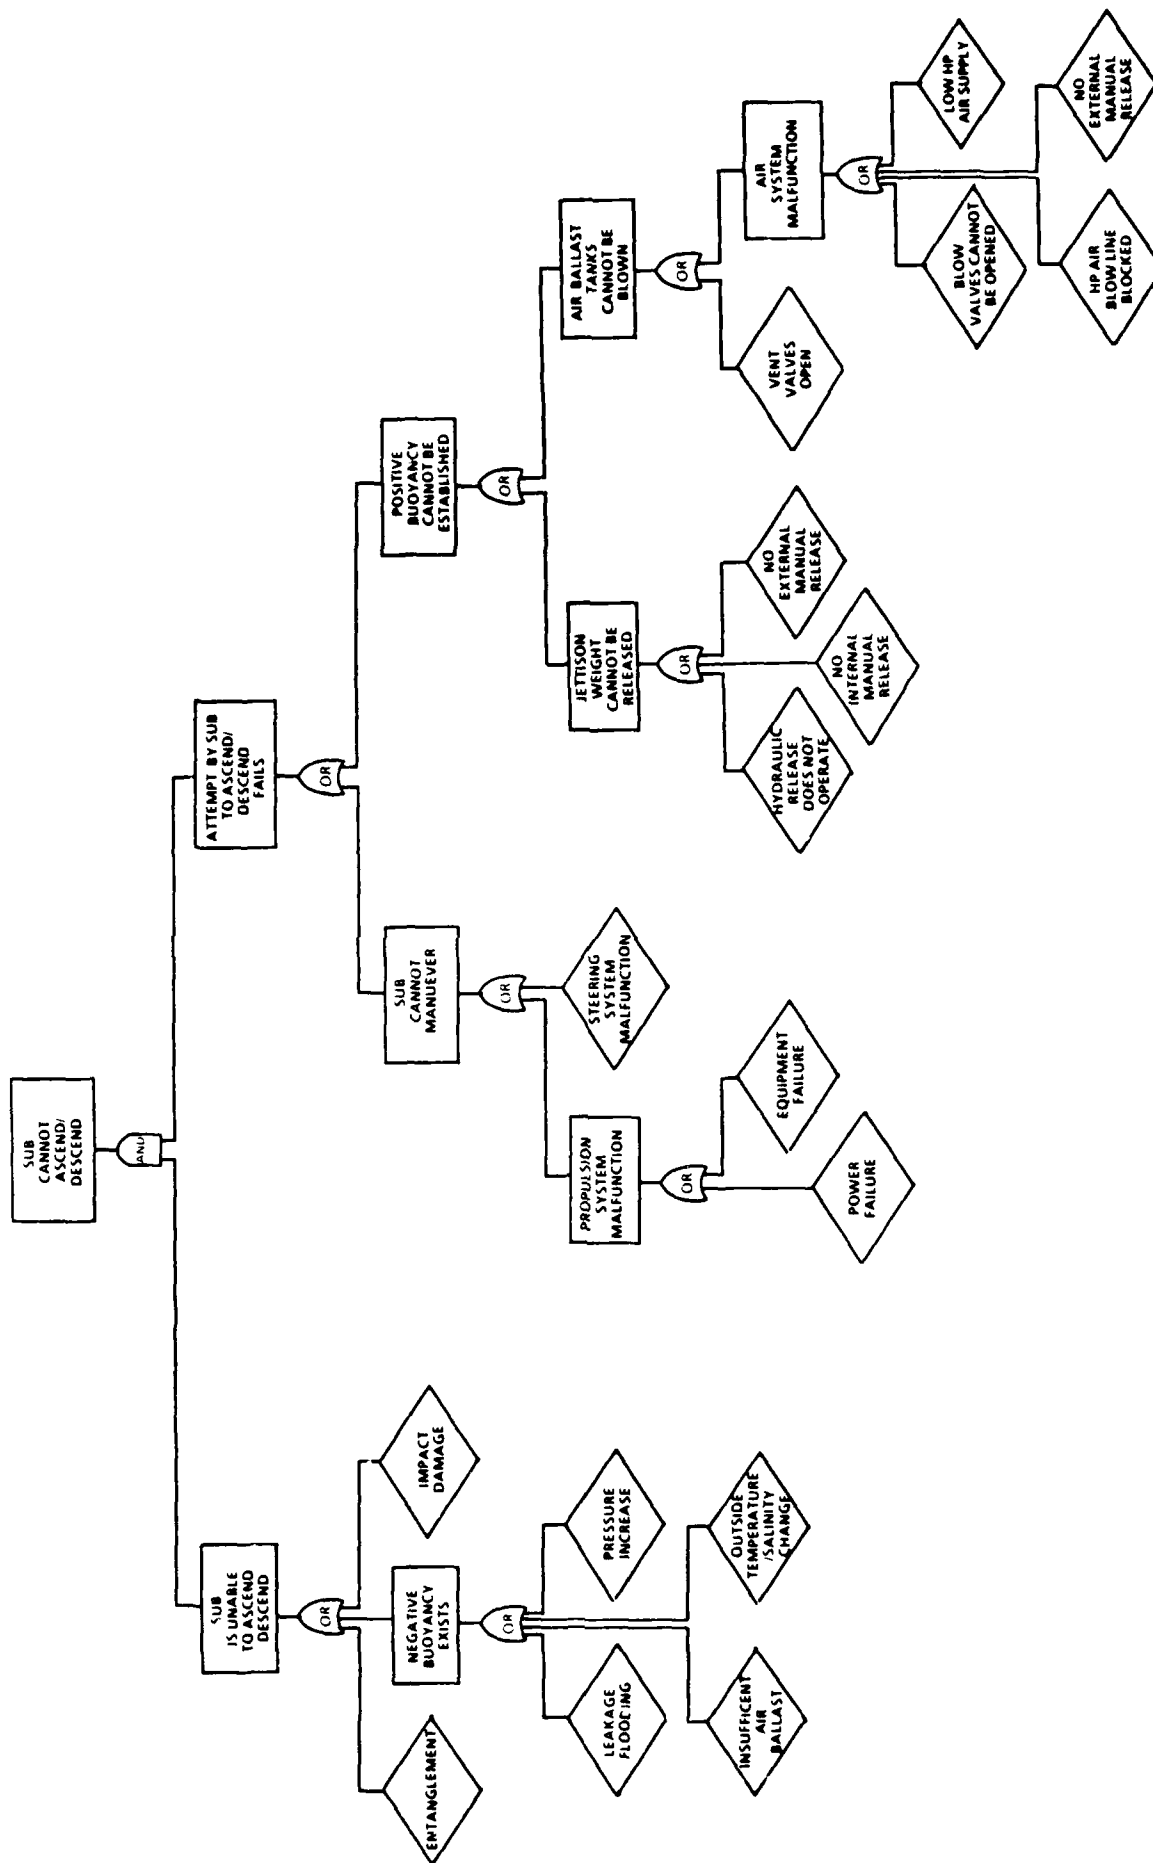 SUB
CANNOT
ASCEND/
DESCEND
AND
SUB
IS UNABLE
TO ASCEND
DESCEND
OR
ATTEMPT BY SUB
TO ASCEND/
DESCEND
FAILS
OR
ENTANGLEMENT
NEGATIVE
BUOYANCY
EXISTS
OR
IMPACT
DAMAGE
SUB
CANNOT
MANUEVER
OR
POSITIVE
BUOYANCY
CANNOT BE
ESTABLISHED
OR
LEAKAGE
FLOODING
PRESSURE
INCREASE
INSUFFICENT
AIR
BALLAST
OUTSIDE
TEMPERATURE
/SALINITY
CHANGE
PROPULSION
SYSTEM
MALFUNCTION
OR
STEERING
SYSTEM
MALFUNCTION
JETTISON
WEIGHT
CANNOT BE
RELEASED
OR
AIR BALLAST
TANKS
CANNOT BE
BLOWN
OR
POWER
FAILURE
EQUIPMENT
FAILURE
HYDRAULIC
RELEASE
DOES NOT
OPERATE
NO
INTERNAL
MANUAL
RELEASE
NO
EXTERNAL
MANUAL
RELEASE
VENT
VALVES
OPEN
AIR
SYSTEM
MALFUNCTION
OR
BLOW
VALVES CANNOT
BE OPENED
LOW HP
AIR SUPPLY
HP AIR
BLOW LINE
BLOCKED
NO
EXTERNAL
MANUAL
RELEASE